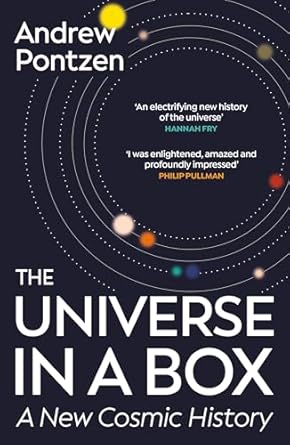 Andrew
Pontzen
‘An electrifying new history
of the universe’
HANNAH FRY
‘I was enlightened, amazed and
profoundly impressed’
PHILIP PULLMAN
THE
UNIVERSE
IN A BOX
A New Cosmic History